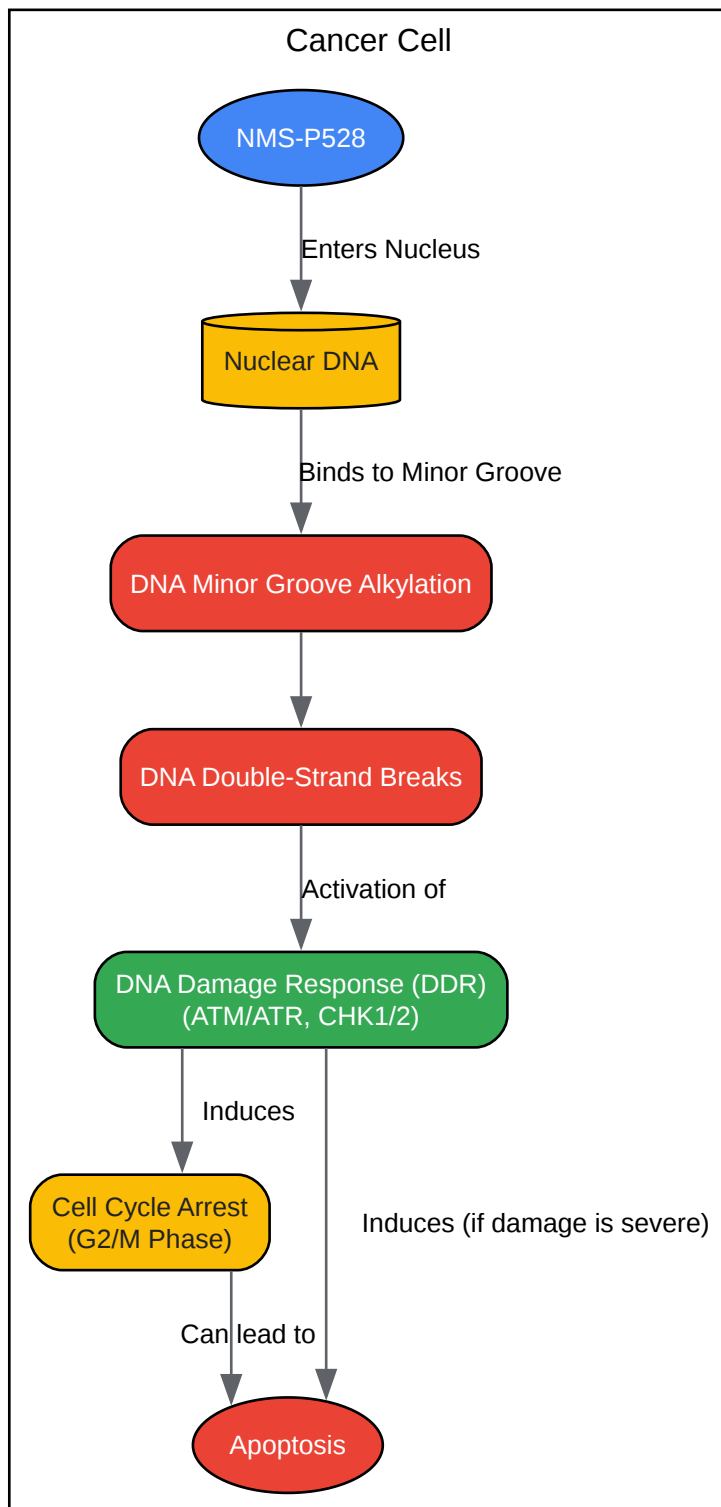 Cancer Cell
NMS-P528
Enters Nucleus
Nuclear DNA
Binds to Minor Groove
DNA Minor Groove Alkylation
DNA Double-Strand Breaks
Activation of
DNA Damage Response (DDR)
(ATM/ATR, CHK1/2)
Induces
Cell Cycle Arrest
(G2/M Phase)
Induces (if damage is severe)
Can lead to
Apoptosis